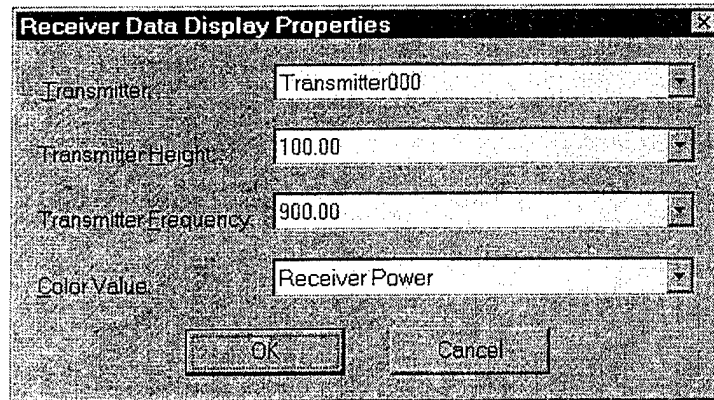 Receiver Data Display Properties
Transmitter: Transmitter000
Transmitter Height: 100.00
Transmitter Frequency: 900.00
Color Value: Receiver Power
OK Cancel